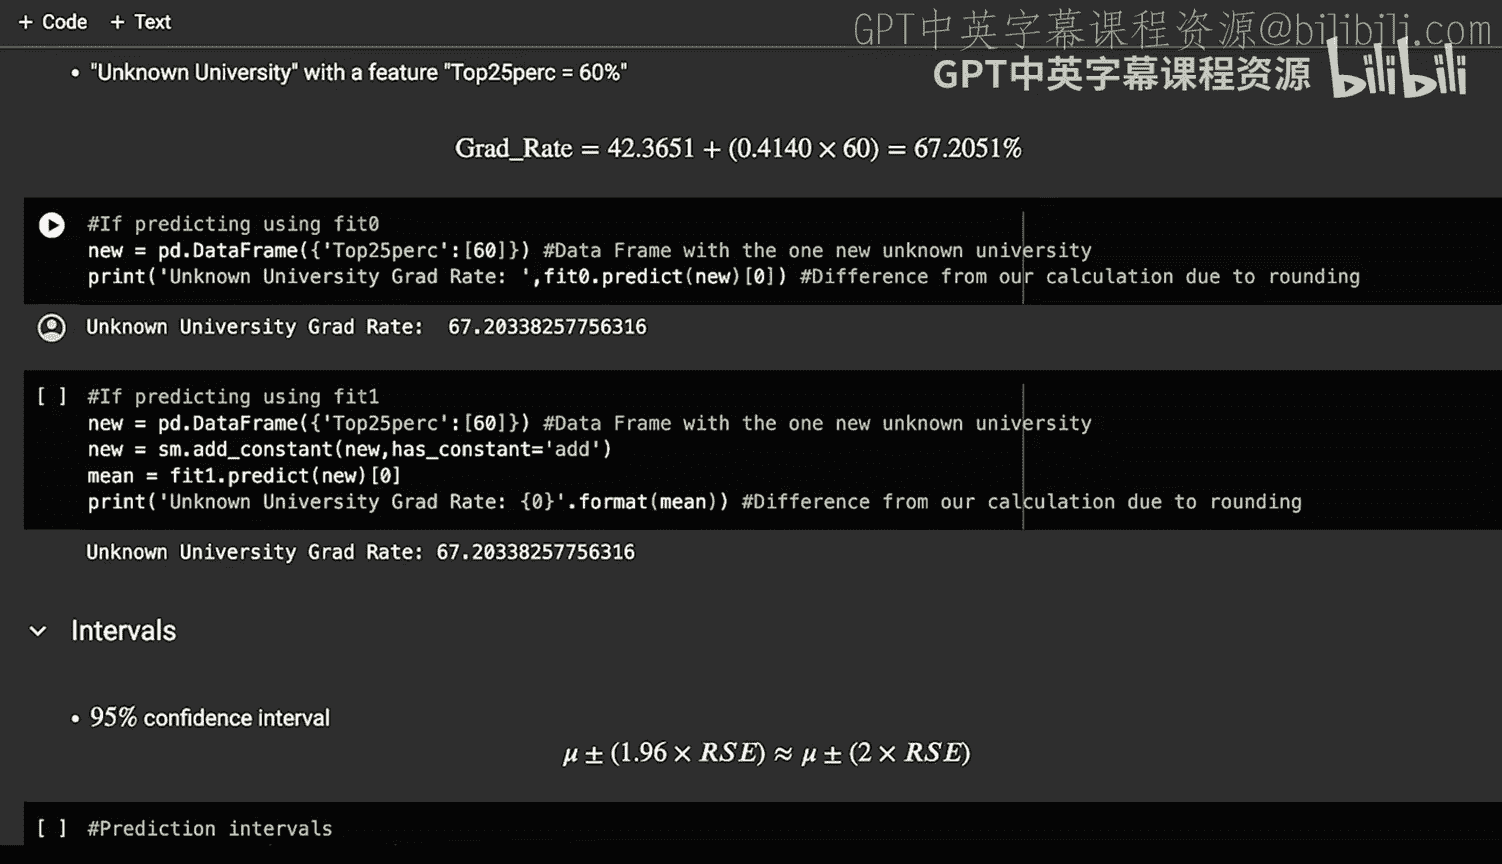 + Code + Text
GPT中英字幕课程资源@bilibili.com
• "Unknown University" with a feature "Top25perc = 60%"
GPT中英字幕课程资源 bilibili
Grad_Rate = 42.3651 + (0.4140 × 60) = 67.2051%
#If predicting using fit0
new = pd.DataFrame({'Top25perc':[60]}) #Data Frame with the one new unknown university
print('Unknown University Grad Rate: ',fit0.predict(new)[0]) #Difference from our calculation due to rounding
Unknown University Grad Rate:  67.20338257756316
[ ] #If predicting using fit1
new = pd.DataFrame({'Top25perc':[60]}) #Data Frame with the one new unknown university
new = sm.add_constant(new,has_constant='add')
mean = fit1.predict(new)[0]
print('Unknown University Grad Rate: {0}'.format(mean)) #Difference from our calculation due to rounding
Unknown University Grad Rate: 67.20338257756316
Intervals
• 95% confidence interval
μ ± (1.96 × RSE) ≈ μ ± (2 × RSE)
[ ] #Prediction intervals